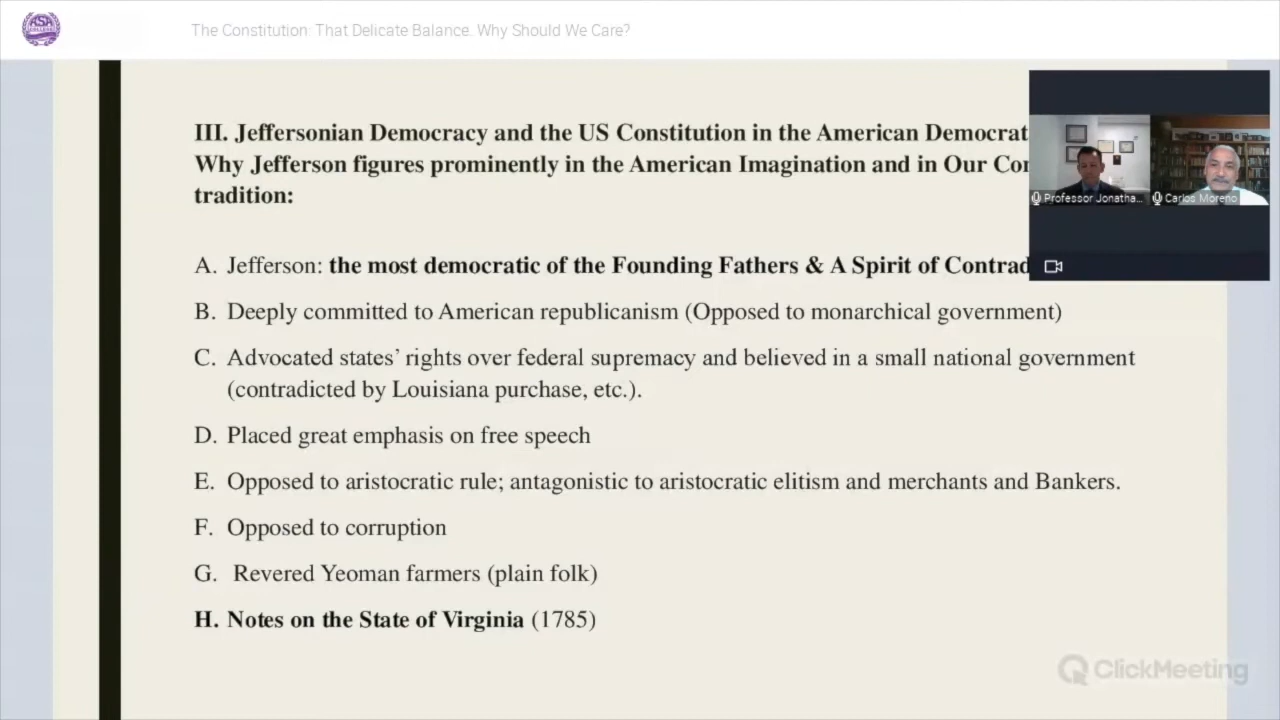 The Constitution: That Delicate Balance. Why Should We Care?
III. Jeffersonian Democracy and the US Constitution in the American Democrat
Why Jefferson figures prominently in the American Imagination and in Our Con
tradition:
Professor Jonatha...
Carlos Moreno
A. Jefferson: the most democratic of the Founding Fathers & A Spirit of Contrad
B. Deeply committed to American republicanism (Opposed to monarchical government)
C. Advocated states’ rights over federal supremacy and believed in a small national government
(contradicted by Louisiana purchase, etc.).
D. Placed great emphasis on free speech
E. Opposed to aristocratic rule; antagonistic to aristocratic elitism and merchants and Bankers.
F. Opposed to corruption
G. Revered Yeoman farmers (plain folk)
H. Notes on the State of Virginia (1785)
ClickMeeting